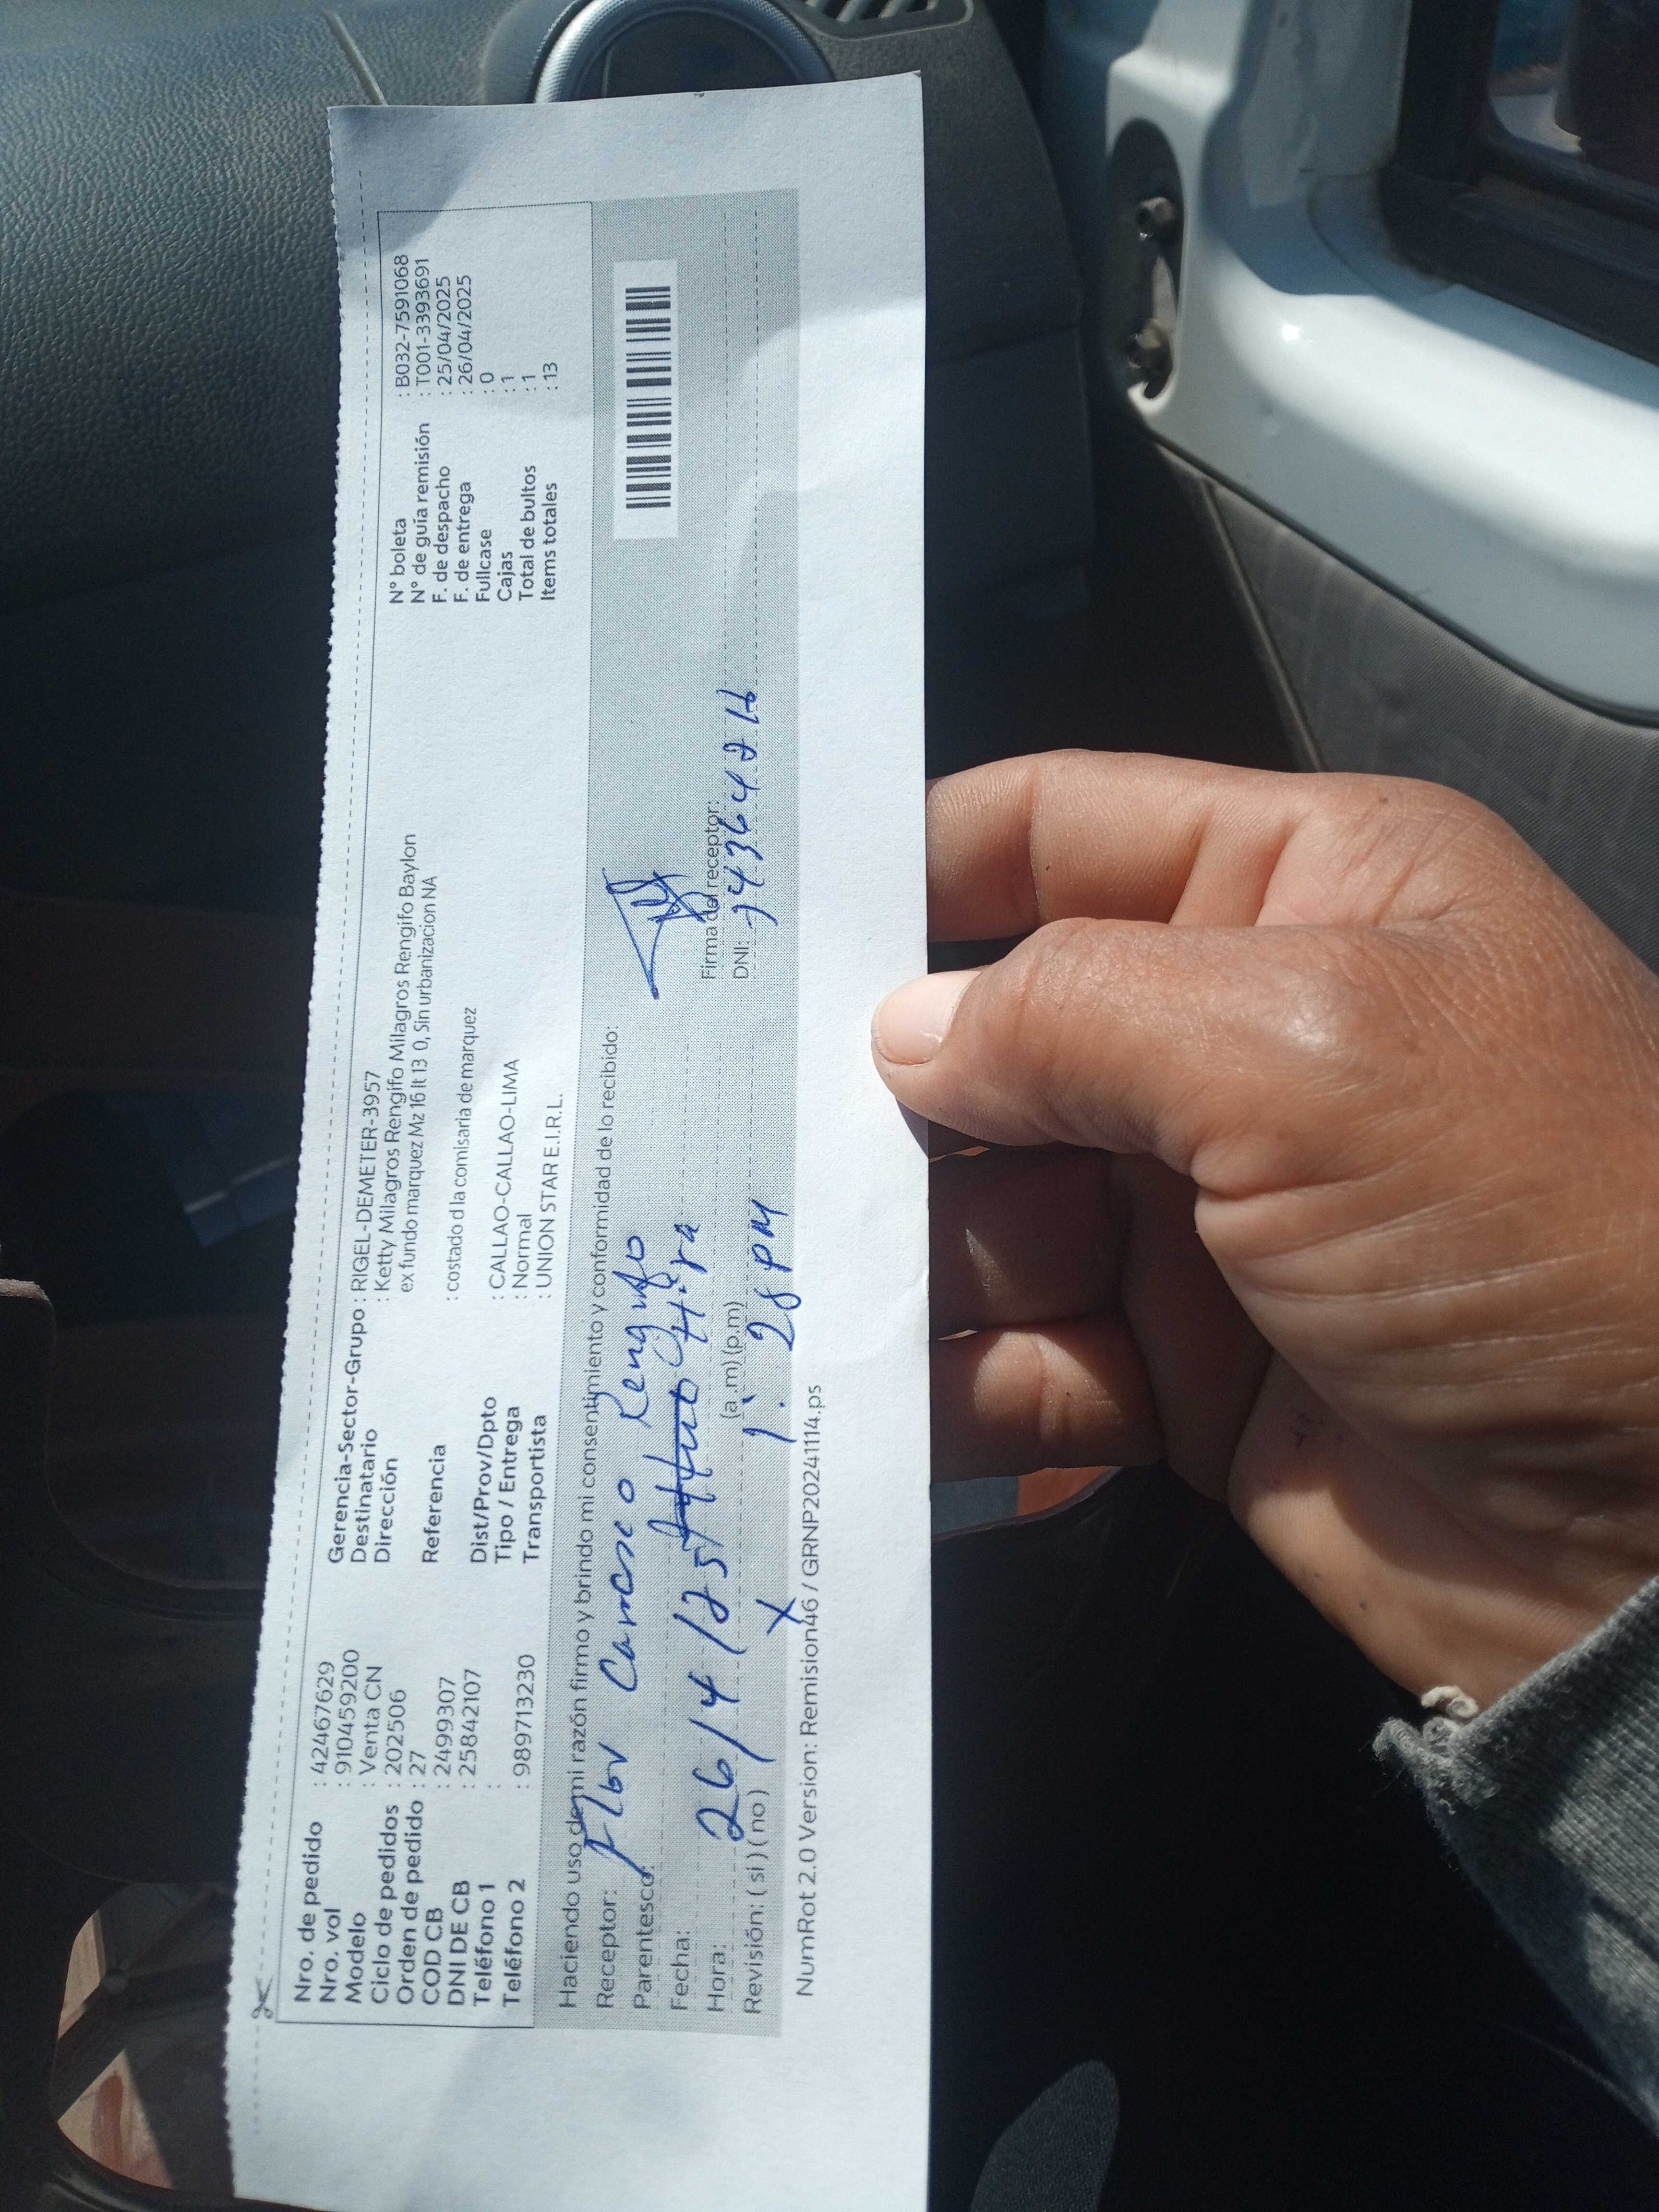 Nro. de pedido : 42467629
Nro. vol : 910459200
Modelo : Venta CN
Ciclo de pedidos : 202506
Orden de pedido : 27
COD CB : 2499307
DNI DE CB : 25842107
Teléfono 1 :
Teléfono 2 : 989713230
Gerencia-Sector-Grupo : RIGEL-DEMETER-3957
Destinatario : Ketty Milagros Rengifo Milagros Rengifo Baylon
Dirección ex fundo marquez Mz 16 lt 13 0, Sin urbanizacion NA
Referencia : costado d la comisaria de marquez
Dist/Prov/Dpto : CALLAO-CALLAO-LIMA
Tipo / Entrega : Normal
Transportista : UNION STAR E.I.R.L.
N° boleta : B032-7591068
N° de guía remisión : T001-3393691
F. de despacho : 25/04/2025
F. de entrega : 26/04/2025
Fullcase : 0
Cajas : 1
Total de bultos : 1
Items totales : 13
Haciendo uso de mi razón firmo y brindo mi consentimiento y conformidad de lo recibido:
Receptor: Flor Rengifo
Parentesco:
Fecha: 26/4/25
Hora: (a.m) (p.m) 1:28 PM
Revisión: ( si ) ( no ) X
Firma del receptor:
DNI: 74364216
NumRot 2.0 Version: Remision46 / GRNP20241114.ps